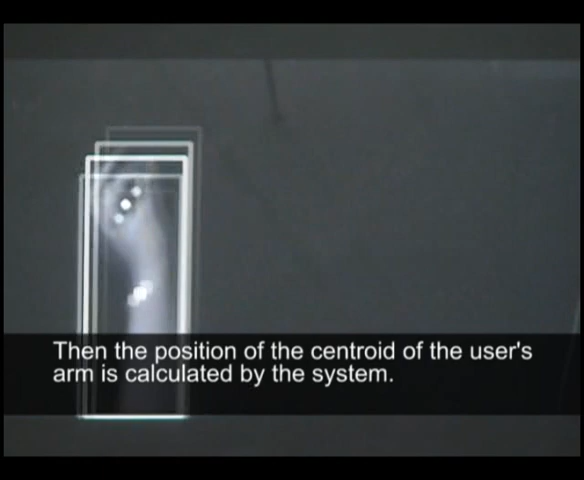 Then the position of the centroid of the user's
arm is calculated by the system.